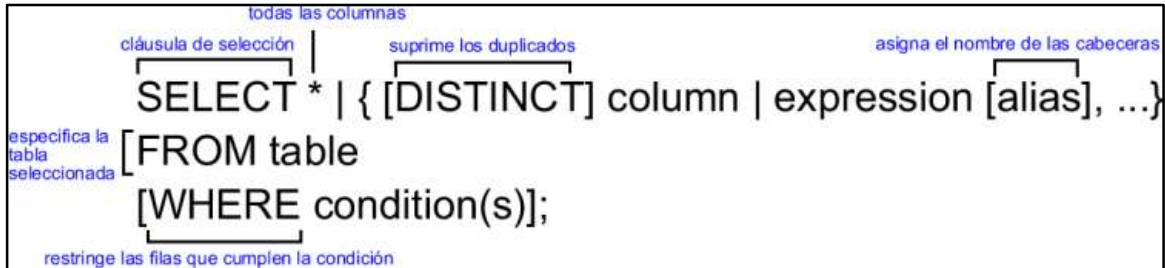 todas las columnas
cláusula de selección
suprime los duplicados
asigna el nombre de las cabeceras
SELECT * | { [DISTINCT] column | expression [alias], ...}
especifica la
tabla
seleccionada
[FROM table
[WHERE condition(s)];
restringe las filas que cumplen la condición